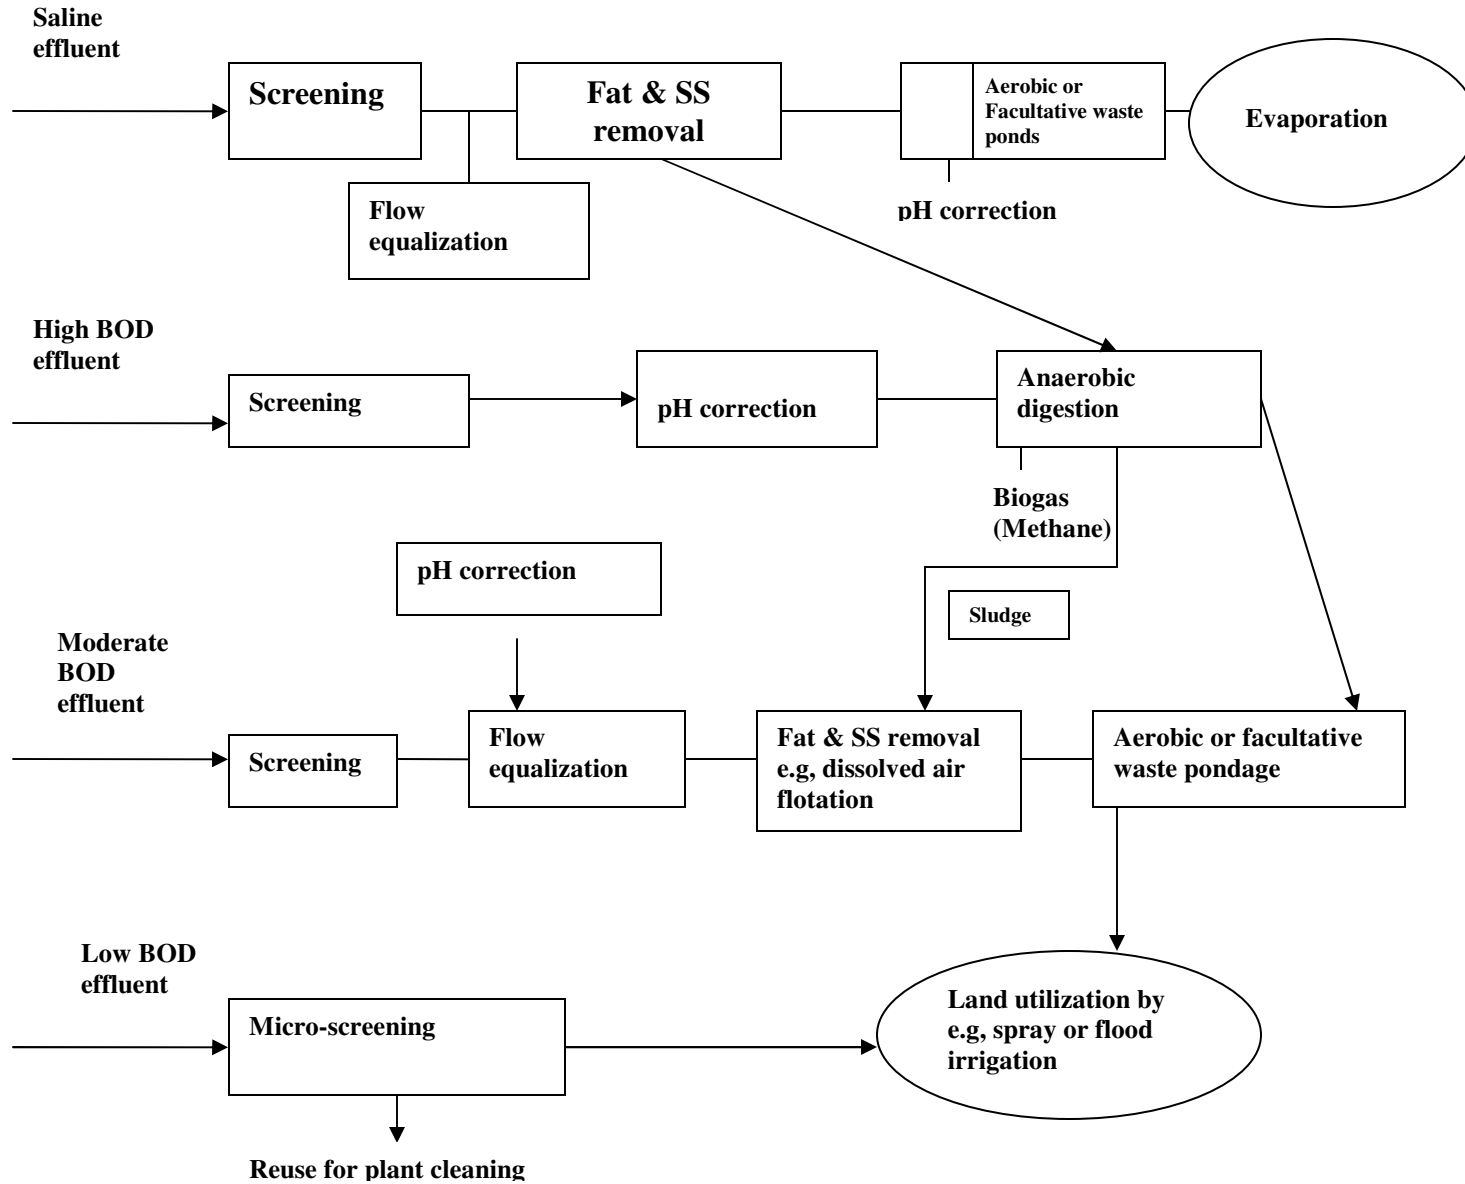 Saline
effluent
Screening
Fat & SS
removal
Aerobic or
Facultative waste
ponds
Evaporation
Flow
equalization
pH correction
High BOD
effluent
Screening
pH correction
Anaerobic
digestion
Biogas
(Methane)
pH correction
Sludge
Moderate
BOD
effluent
Screening
Flow
equalization
Fat & SS removal
e.g, dissolved air
flotation
Aerobic or facultative
waste pondage
Low BOD
effluent
Micro-screening
Land utilization by
e.g, spray or flood
irrigation
Reuse for plant cleaning